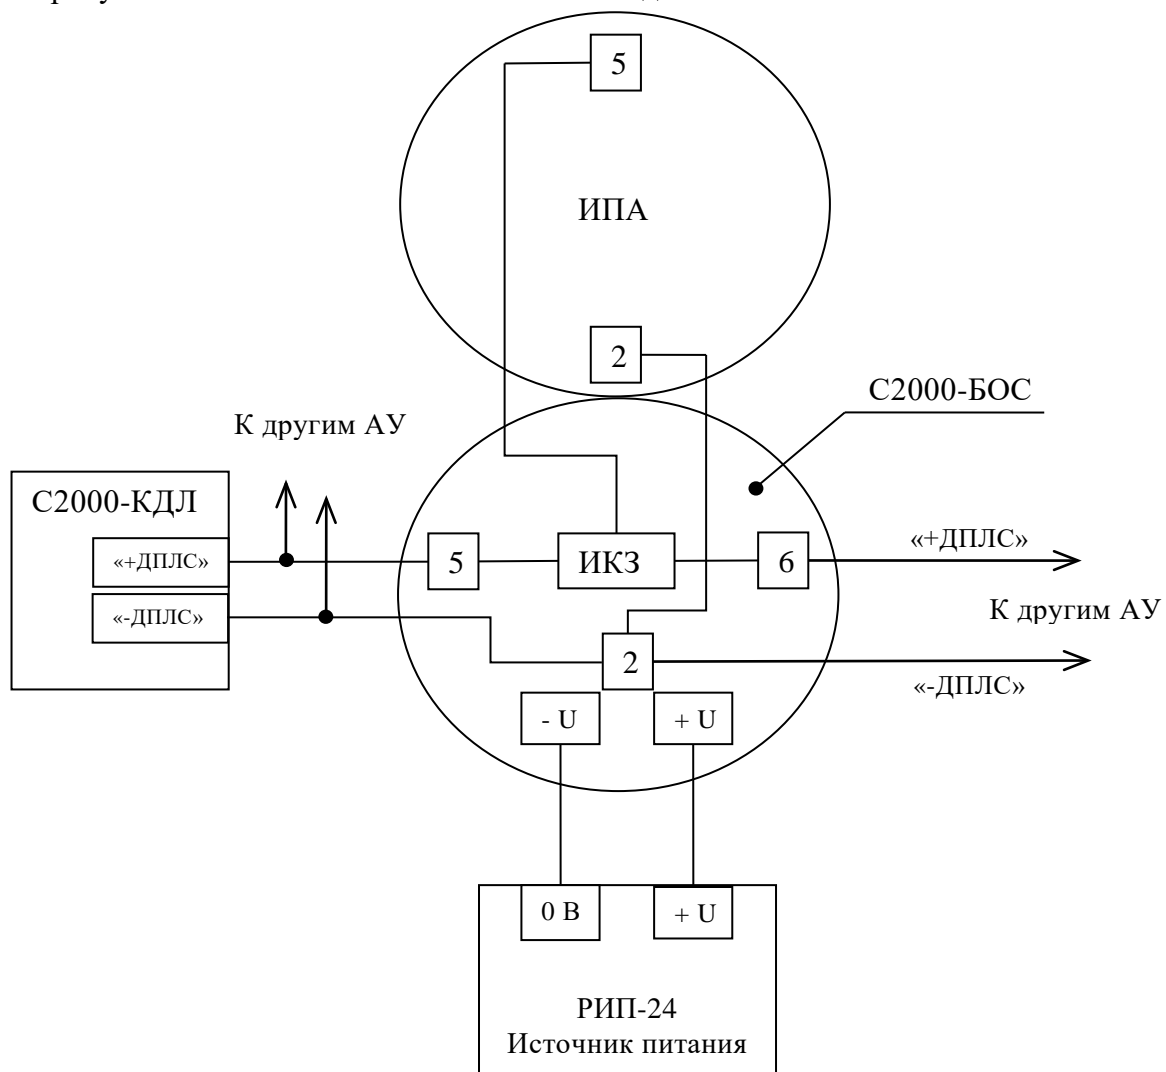 5
ИПА
2
С2000-БОС
К другим АУ
С2000-КДЛ
«+ДПЛС»
5
ИКЗ
6
«+ДПЛС»
«-ДПЛС»
К другим АУ
2
«-ДПЛС»
- U
+ U
0 В
+ U
РИП-24
Источник питания